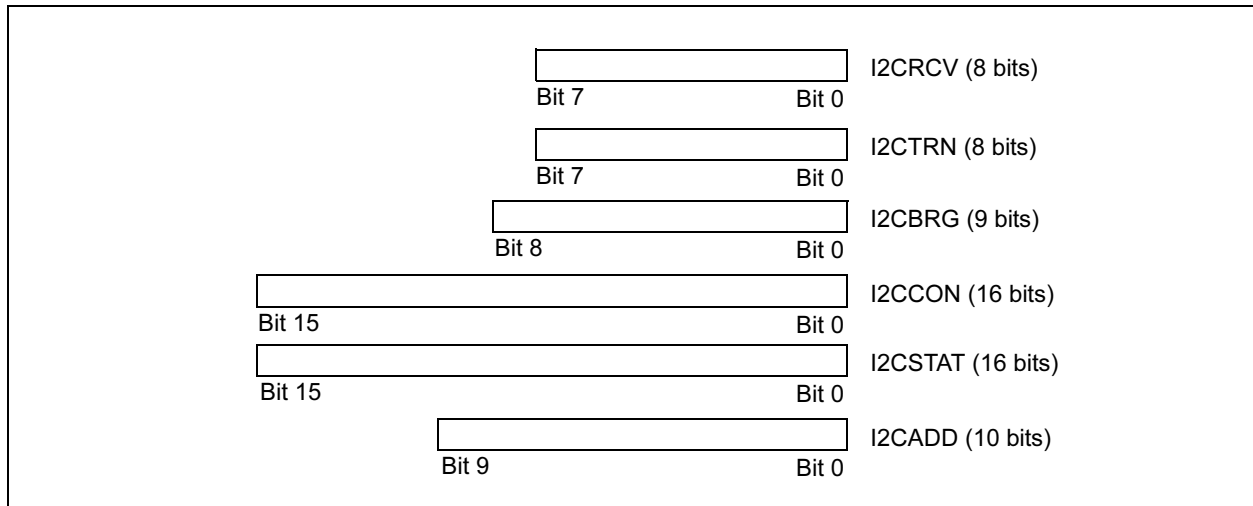 I2CRCV (8 bits)
Bit 7 Bit 0
I2CTRN (8 bits)
Bit 7 Bit 0
I2CBRG (9 bits)
Bit 8 Bit 0
I2CCON (16 bits)
Bit 15 Bit 0
I2CSTAT (16 bits)
Bit 15 Bit 0
I2CADD (10 bits)
Bit 9 Bit 0